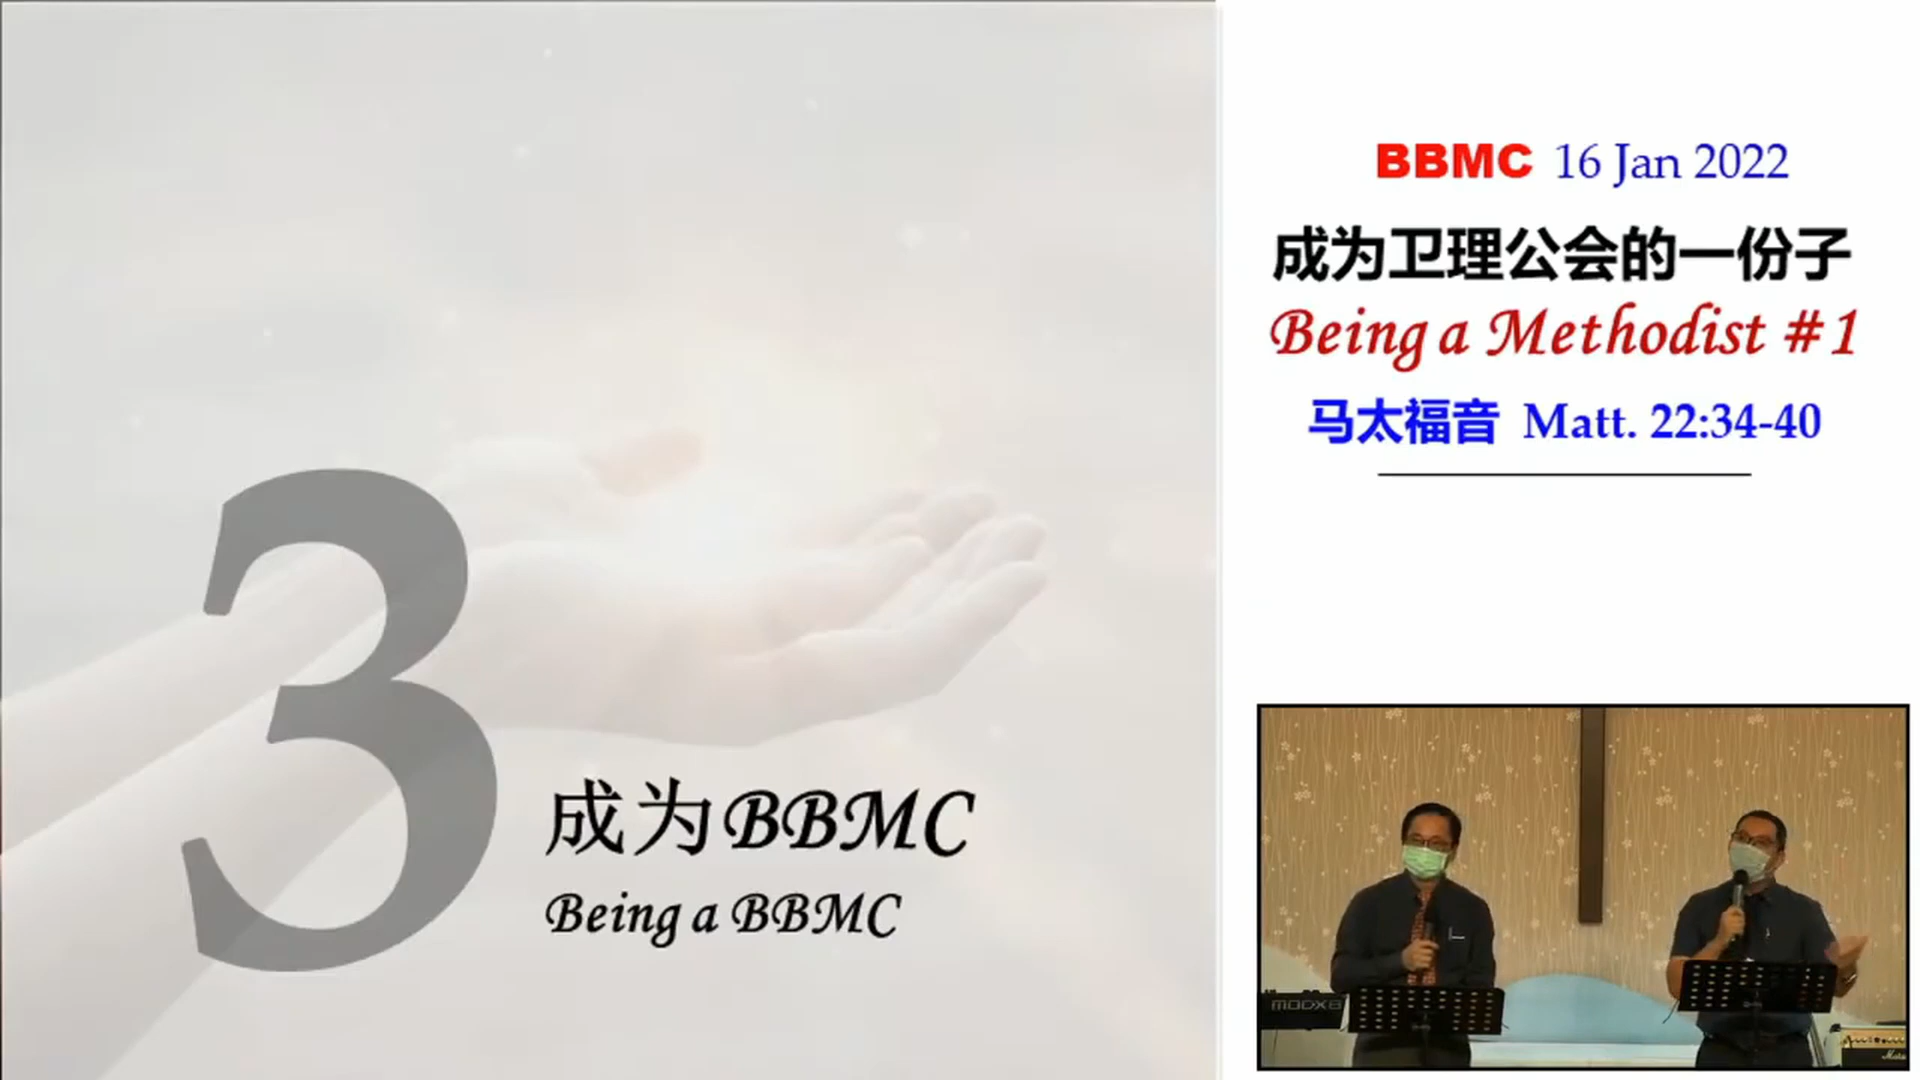 3
成为BBMC
Being a BBMC
BBMC 16 Jan 2022
成为卫理公会的一份子
Being a Methodist #1
马太福音 Matt. 22:34-40
MODX8